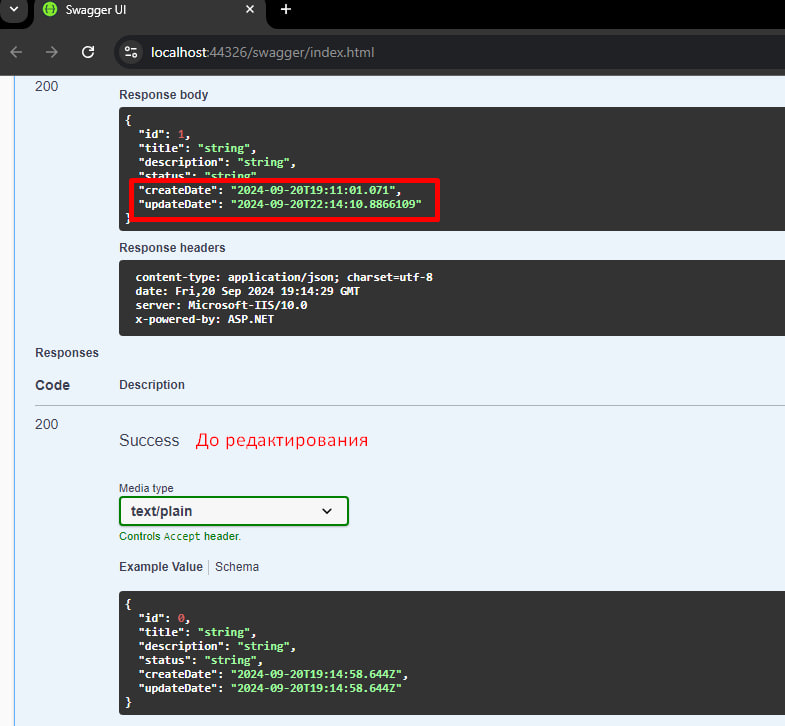 Swagger UI
localhost:44326/swagger/index.html
200
Response body
{
"id": 1,
"title": "string",
"description": "string",
"status": "string",
"createDate": "2024-09-20T19:11:01.071",
"updateDate": "2024-09-20T22:14:10.8866109"
}
Response headers
content-type: application/json; charset=utf-8
date: Fri,20 Sep 2024 19:14:29 GMT
server: Microsoft-IIS/10.0
x-powered-by: ASP.NET
Responses
Code Description
200
Success До редактирования
Media type
text/plain
Controls Accept header.
Example Value Schema
{
"id": 0,
"title": "string",
"description": "string",
"status": "string",
"createDate": "2024-09-20T19:14:58.644Z",
"updateDate": "2024-09-20T19:14:58.644Z"
}